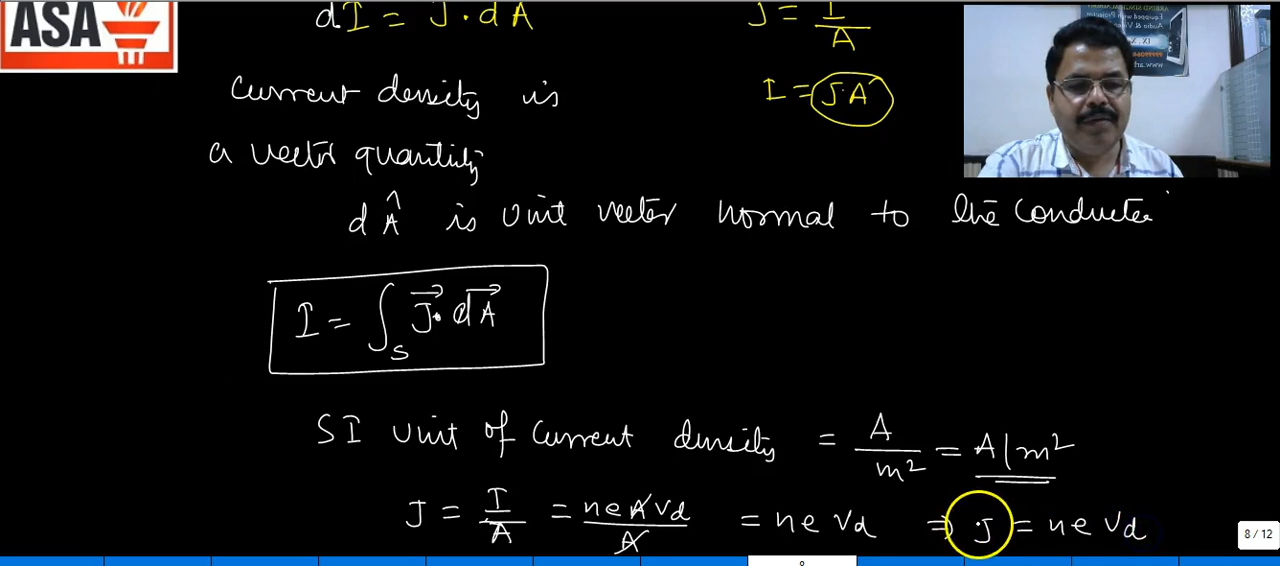 ASA
dI = J · dA
J = I/A
I = J·A
Current density is
a vector quantity
dÂ is unit vector normal to the conductor
I = ∫ₛ J⃗ · dA⃗
SI unit of current density = A/m² = A/m²
J = I/A = neAvd/A = nevd ⇒ J = nevd
8 / 12